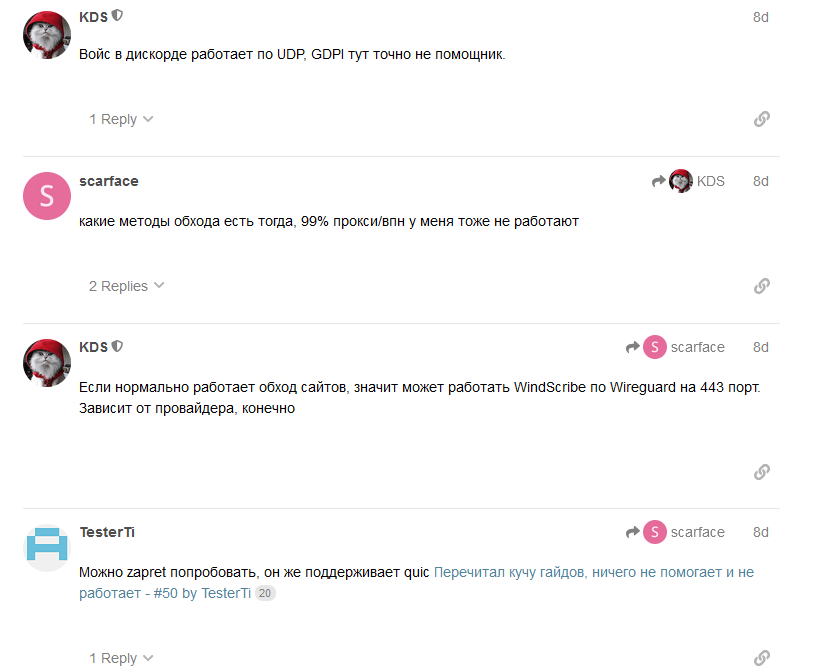 KDS 8d
Войс в дискорде работает по UDP, GDPI тут точно не помощник.
1 Reply
S scarface KDS 8d
какие методы обхода есть тогда, 99% прокси/впн у меня тоже не работают
2 Replies
KDS S scarface 8d
Если нормально работает обход сайтов, значит может работать WindScribe по Wireguard на 443 порт.
Зависит от провайдера, конечно
TesterTi S scarface 8d
Можно zapret попробовать, он же поддерживает quic Перечитал кучу гайдов, ничего не помогает и не
работает - #50 by TesterTi 20
1 Reply